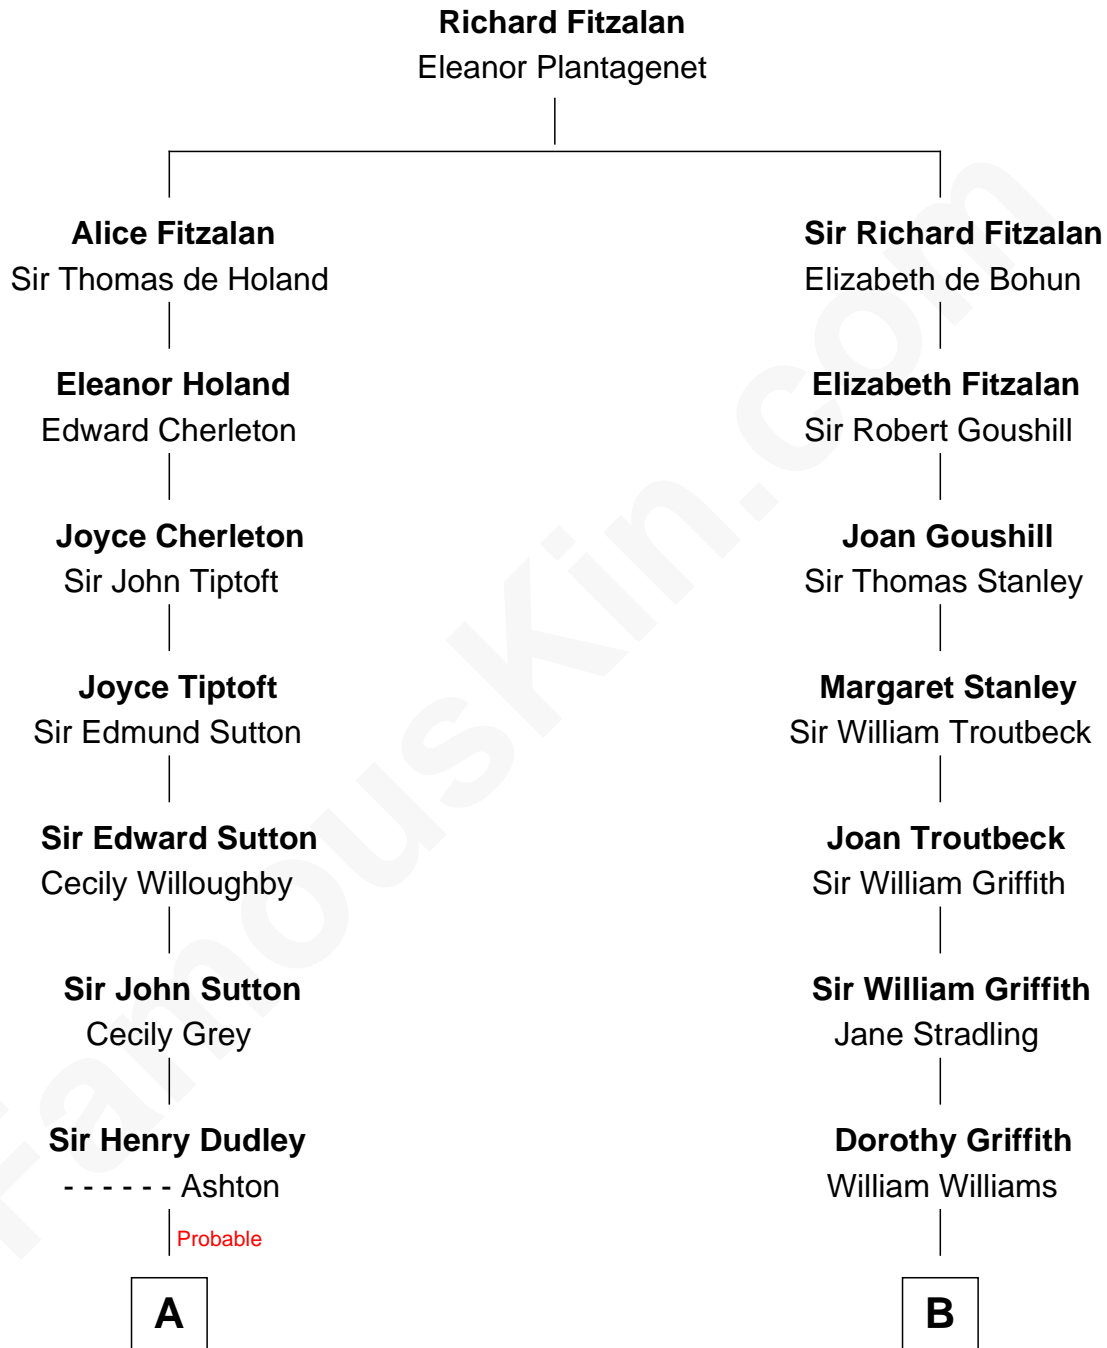 Richard Fitzalan
Eleanor Plantagenet
Alice Fitzalan
Sir Thomas de Holand
Eleanor Holand
Edward Cherleton
Joyce Cherleton
Sir John Tiptoft
Joyce Tiptoft
Sir Edmund Sutton
Sir Edward Sutton
Cecily Willoughby
Sir John Sutton
Cecily Grey
Sir Henry Dudley
- - - - - - Ashton
Probable
A
Sir Richard Fitzalan
Elizabeth de Bohun
Elizabeth Fitzalan
Sir Robert Goushill
Joan Goushill
Sir Thomas Stanley
Margaret Stanley
Sir William Troutbeck
Joan Troutbeck
Sir William Griffith
Sir William Griffith
Jane Stradling
Dorothy Griffith
William Williams
B
FamousKin.com